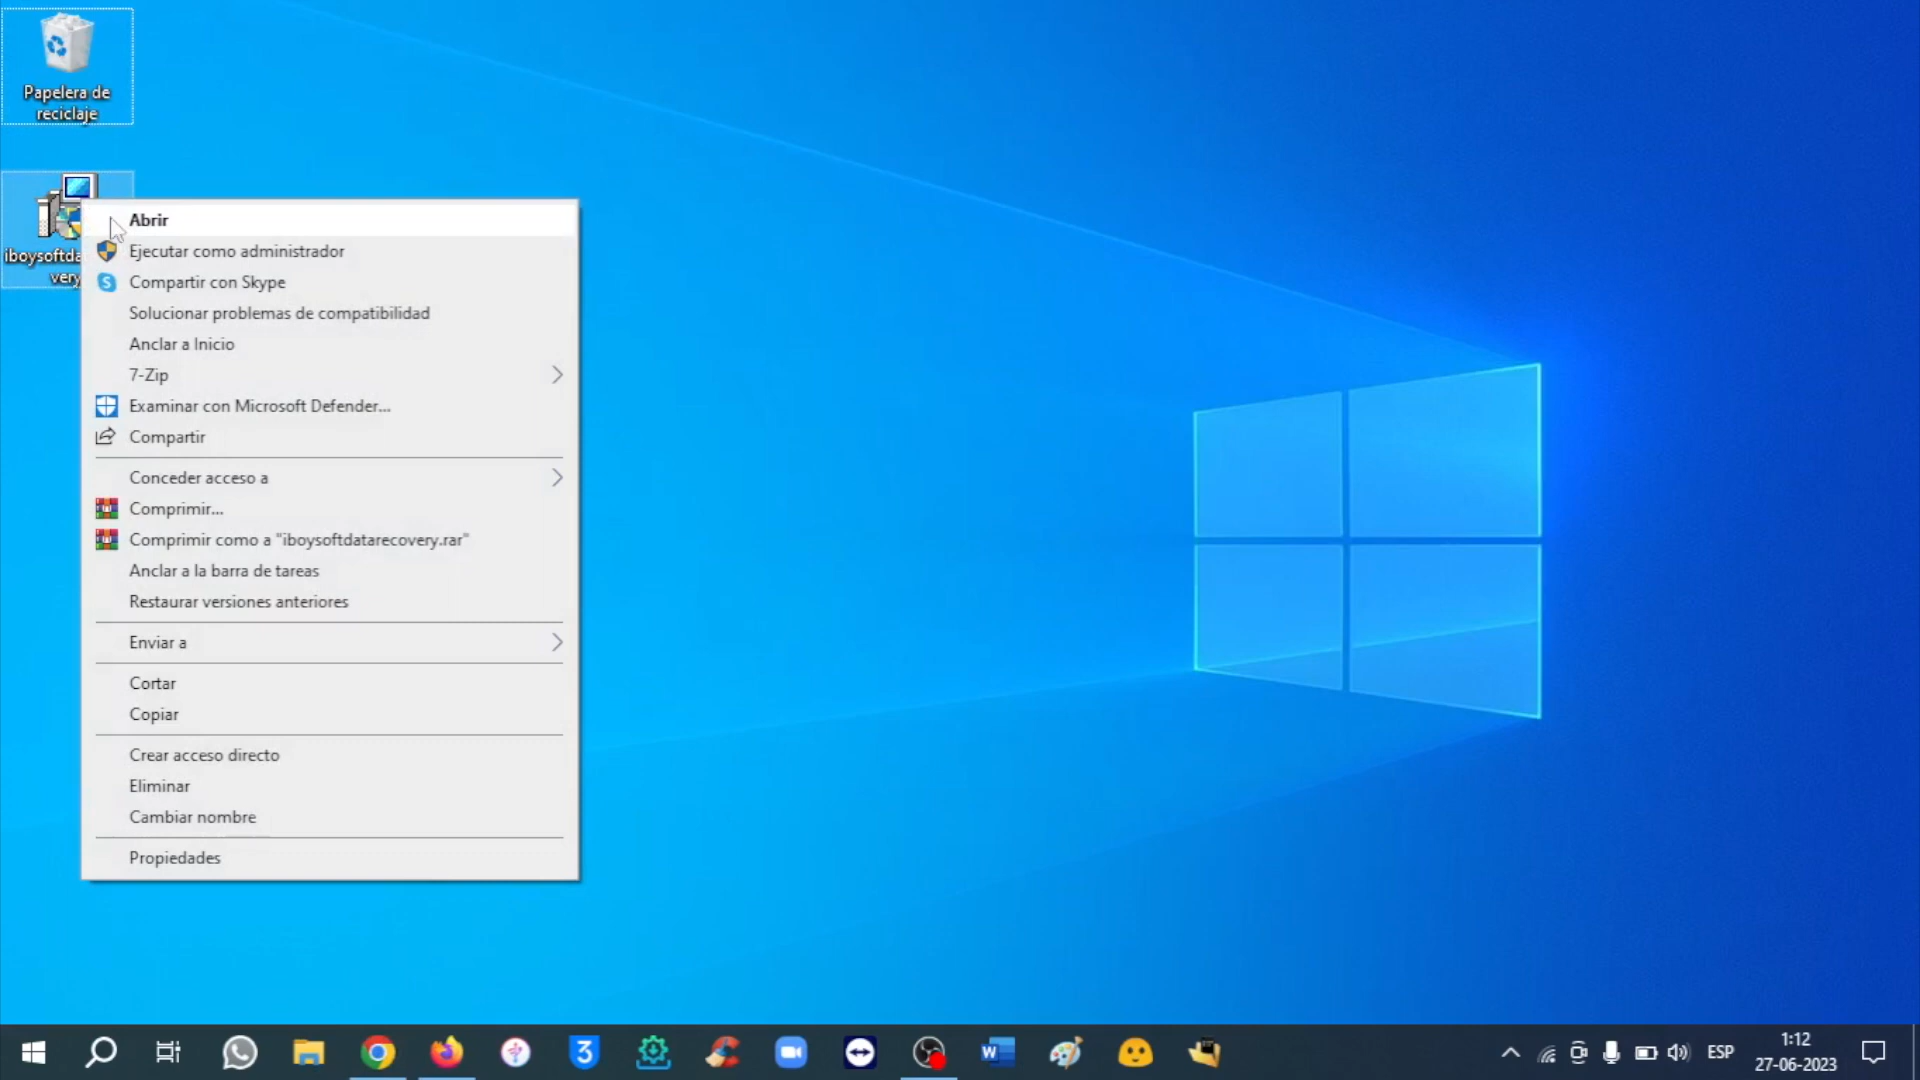 Papelera de
reciclaje
iboysoftda
very
Abrir
Ejecutar como administrador
Compartir con Skype
Solucionar problemas de compatibilidad
Anclar a Inicio
7-Zip
Examinar con Microsoft Defender...
Compartir
Conceder acceso a
Comprimir...
Comprimir como a "iboysoftdatarecovery.rar"
Anclar a la barra de tareas
Restaurar versiones anteriores
Enviar a
Cortar
Copiar
Crear acceso directo
Eliminar
Cambiar nombre
Propiedades
ESP
1:12
27-06-2023